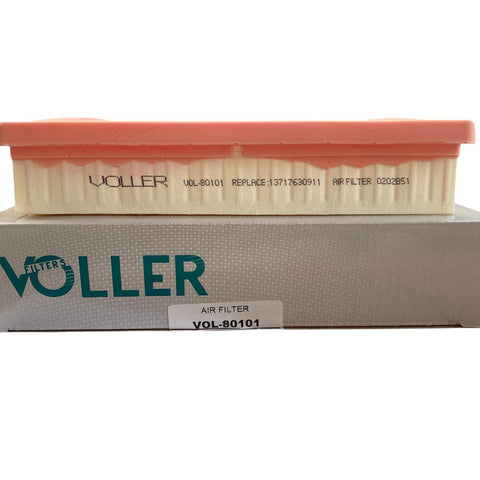 VOLLER VOL-80101 REPLACE:13717630911 AIR FILTER 0202B51
VOLLER
FILTERS
AIR FILTER
VOL-80101